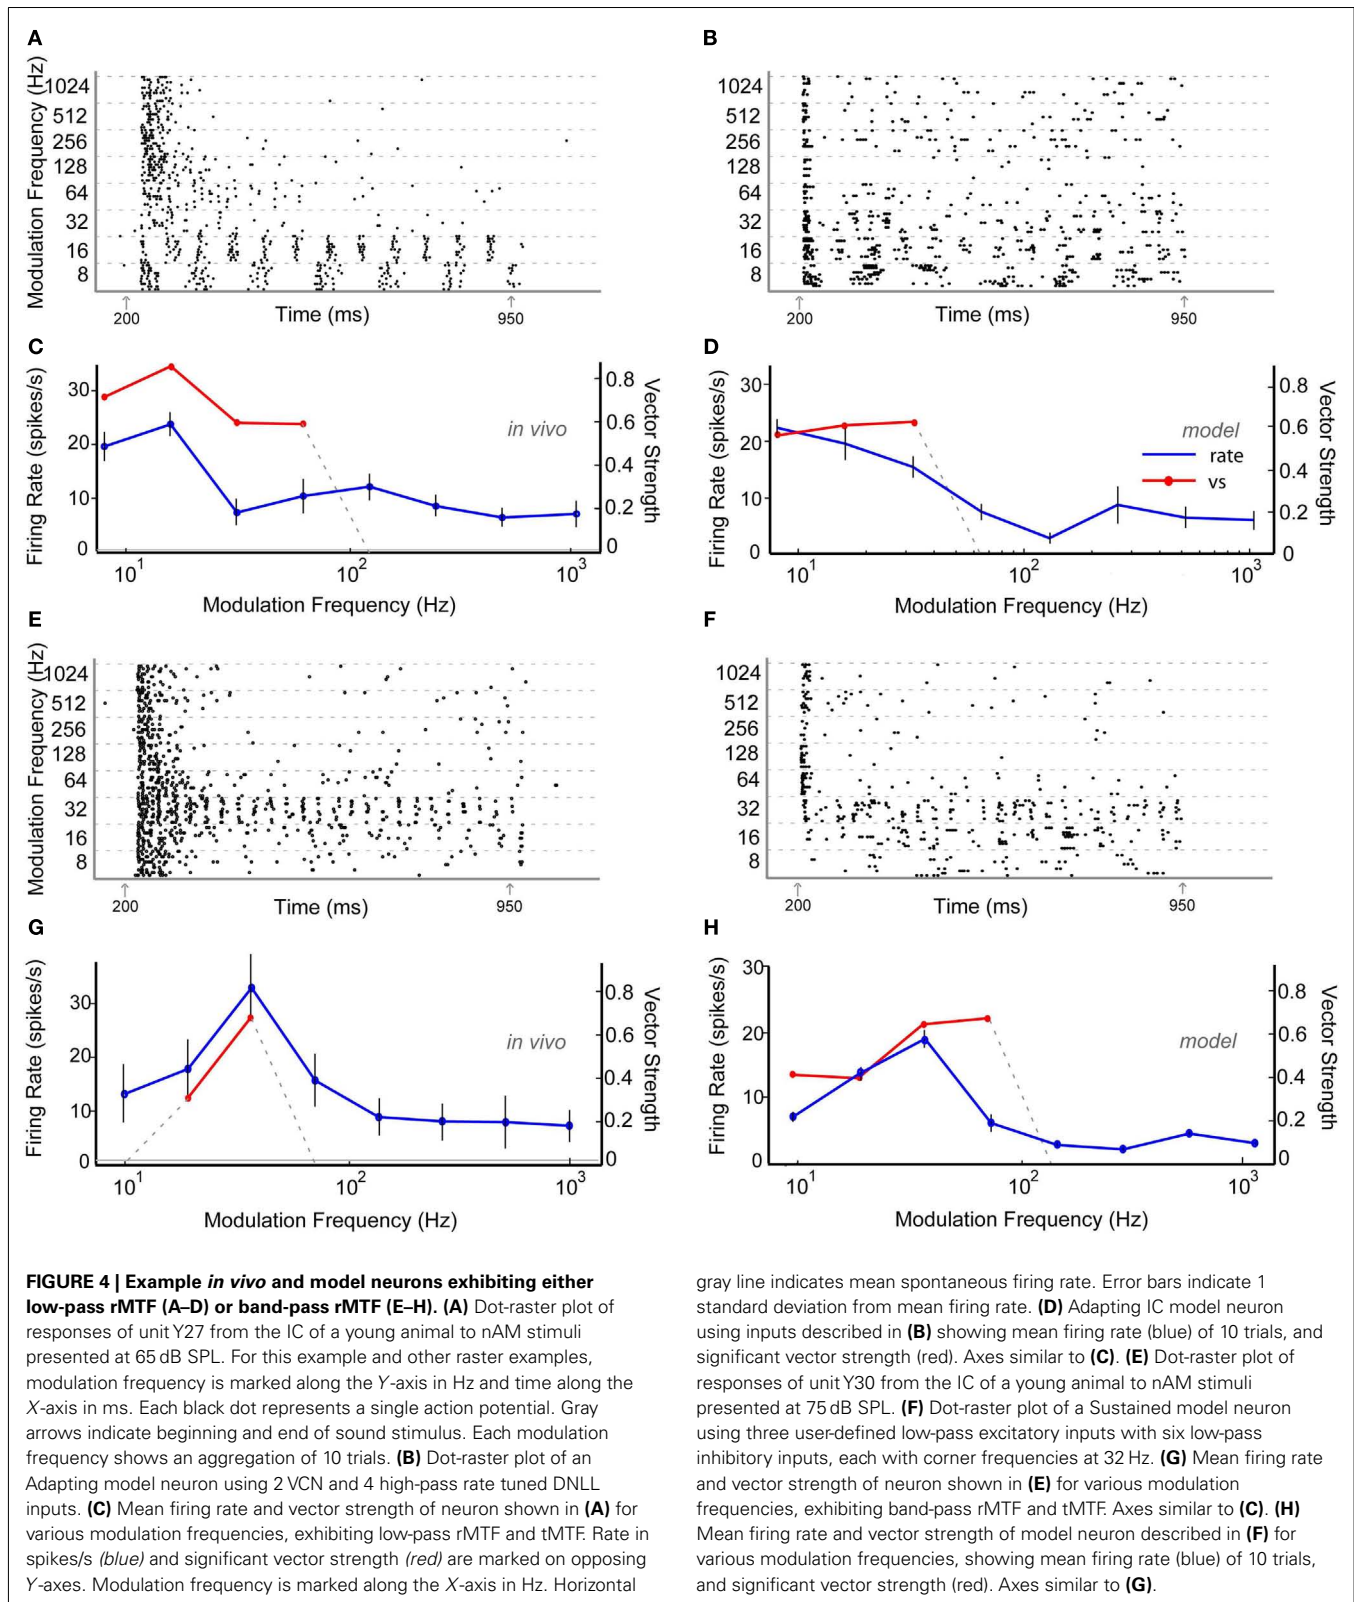 A
Modulation Frequency (Hz)
1024
512
256
128
64
32
16
8
200
Time (ms)
950
B
1024
512
256
128
64
32
16
8
200
Time (ms)
950
C
Firing Rate (spikes/s)
30
20
10
0
in vivo
0.8
0.6
0.4
0.2
0
Vector Strength
10¹
10²
10³
Modulation Frequency (Hz)
D
Firing Rate (spikes/s)
30
20
10
0
model
rate
vs
0.8
0.6
0.4
0.2
0
Vector Strength
10¹
10²
10³
Modulation Frequency (Hz)
E
Modulation Frequency (Hz)
1024
512
256
128
64
32
16
8
200
Time (ms)
950
F
1024
512
256
128
64
32
16
8
200
Time (ms)
950
G
Firing Rate (spikes/s)
30
20
10
0
in vivo
0.8
0.6
0.4
0.2
0
Vector Strength
10¹
10²
10³
Modulation Frequency (Hz)
H
Firing Rate (spikes/s)
30
20
10
0
model
0.8
0.6
0.4
0.2
0
Vector Strength
10¹
10²
10³
Modulation Frequency (Hz)
FIGURE 4 | Example in vivo and model neurons exhibiting either
low-pass rMTF (A–D) or band-pass rMTF (E–H). (A) Dot-raster plot of
responses of unit Y27 from the IC of a young animal to nAM stimuli
presented at 65 dB SPL. For this example and other raster examples,
modulation frequency is marked along the Y-axis in Hz and time along the
X-axis in ms. Each black dot represents a single action potential. Gray
arrows indicate beginning and end of sound stimulus. Each modulation
frequency shows an aggregation of 10 trials. (B) Dot-raster plot of an
Adapting model neuron using 2 VCN and 4 high-pass rate tuned DNLL
inputs. (C) Mean firing rate and vector strength of neuron shown in (A) for
various modulation frequencies, exhibiting low-pass rMTF and tMTF. Rate in
spikes/s (blue) and significant vector strength (red) are marked on opposing
Y-axes. Modulation frequency is marked along the X-axis in Hz. Horizontal
gray line indicates mean spontaneous firing rate. Error bars indicate 1
standard deviation from mean firing rate. (D) Adapting IC model neuron
using inputs described in (B) showing mean firing rate (blue) of 10 trials, and
significant vector strength (red). Axes similar to (C). (E) Dot-raster plot of
responses of unit Y30 from the IC of a young animal to nAM stimuli
presented at 75 dB SPL. (F) Dot-raster plot of a Sustained model neuron
using three user-defined low-pass excitatory inputs with six low-pass
inhibitory inputs, each with corner frequencies at 32 Hz. (G) Mean firing rate
and vector strength of neuron shown in (E) for various modulation
frequencies, exhibiting band-pass rMTF and tMTF. Axes similar to (C). (H)
Mean firing rate and vector strength of model neuron described in (F) for
various modulation frequencies, showing mean firing rate (blue) of 10 trials,
and significant vector strength (red). Axes similar to (G).